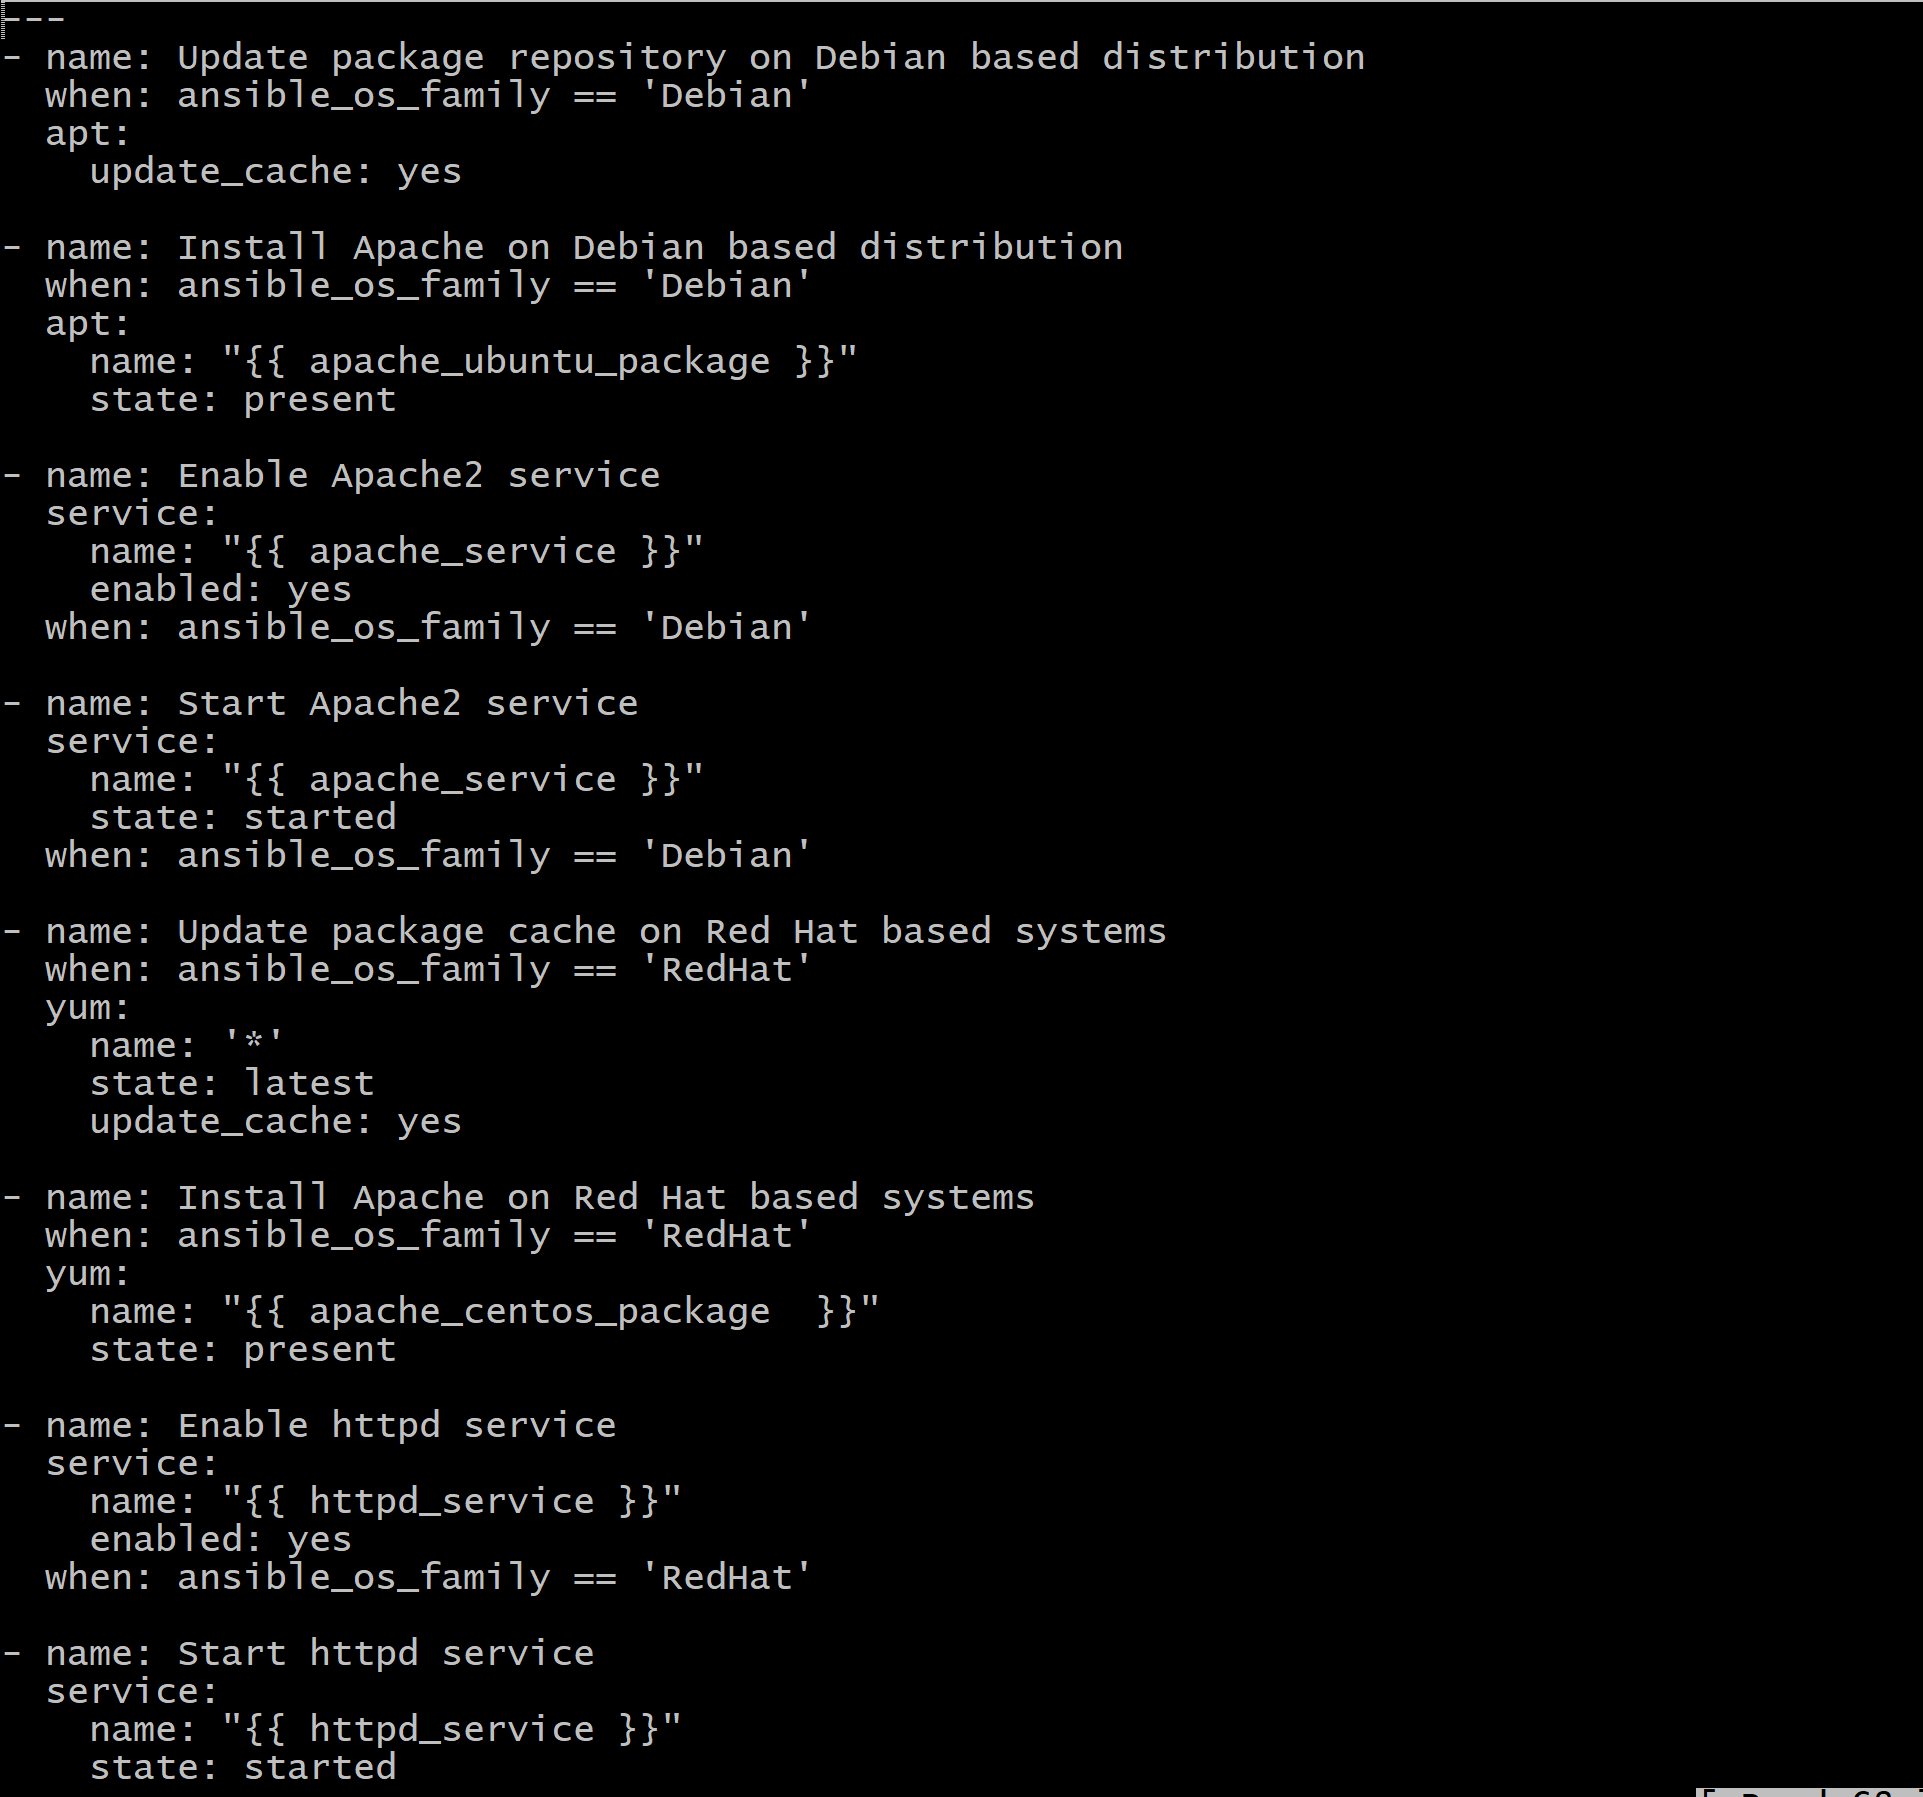 ---
- name: Update package repository on Debian based distribution
  when: ansible_os_family == 'Debian'
  apt:
    update_cache: yes

- name: Install Apache on Debian based distribution
  when: ansible_os_family == 'Debian'
  apt:
    name: "{{ apache_ubuntu_package }}"
    state: present

- name: Enable Apache2 service
  service:
    name: "{{ apache_service }}"
    enabled: yes
  when: ansible_os_family == 'Debian'

- name: Start Apache2 service
  service:
    name: "{{ apache_service }}"
    state: started
  when: ansible_os_family == 'Debian'

- name: Update package cache on Red Hat based systems
  when: ansible_os_family == 'RedHat'
  yum:
    name: '*'
    state: latest
    update_cache: yes

- name: Install Apache on Red Hat based systems
  when: ansible_os_family == 'RedHat'
  yum:
    name: "{{ apache_centos_package  }}"
    state: present

- name: Enable httpd service
  service:
    name: "{{ httpd_service }}"
    enabled: yes
  when: ansible_os_family == 'RedHat'

- name: Start httpd service
  service:
    name: "{{ httpd_service }}"
    state: started